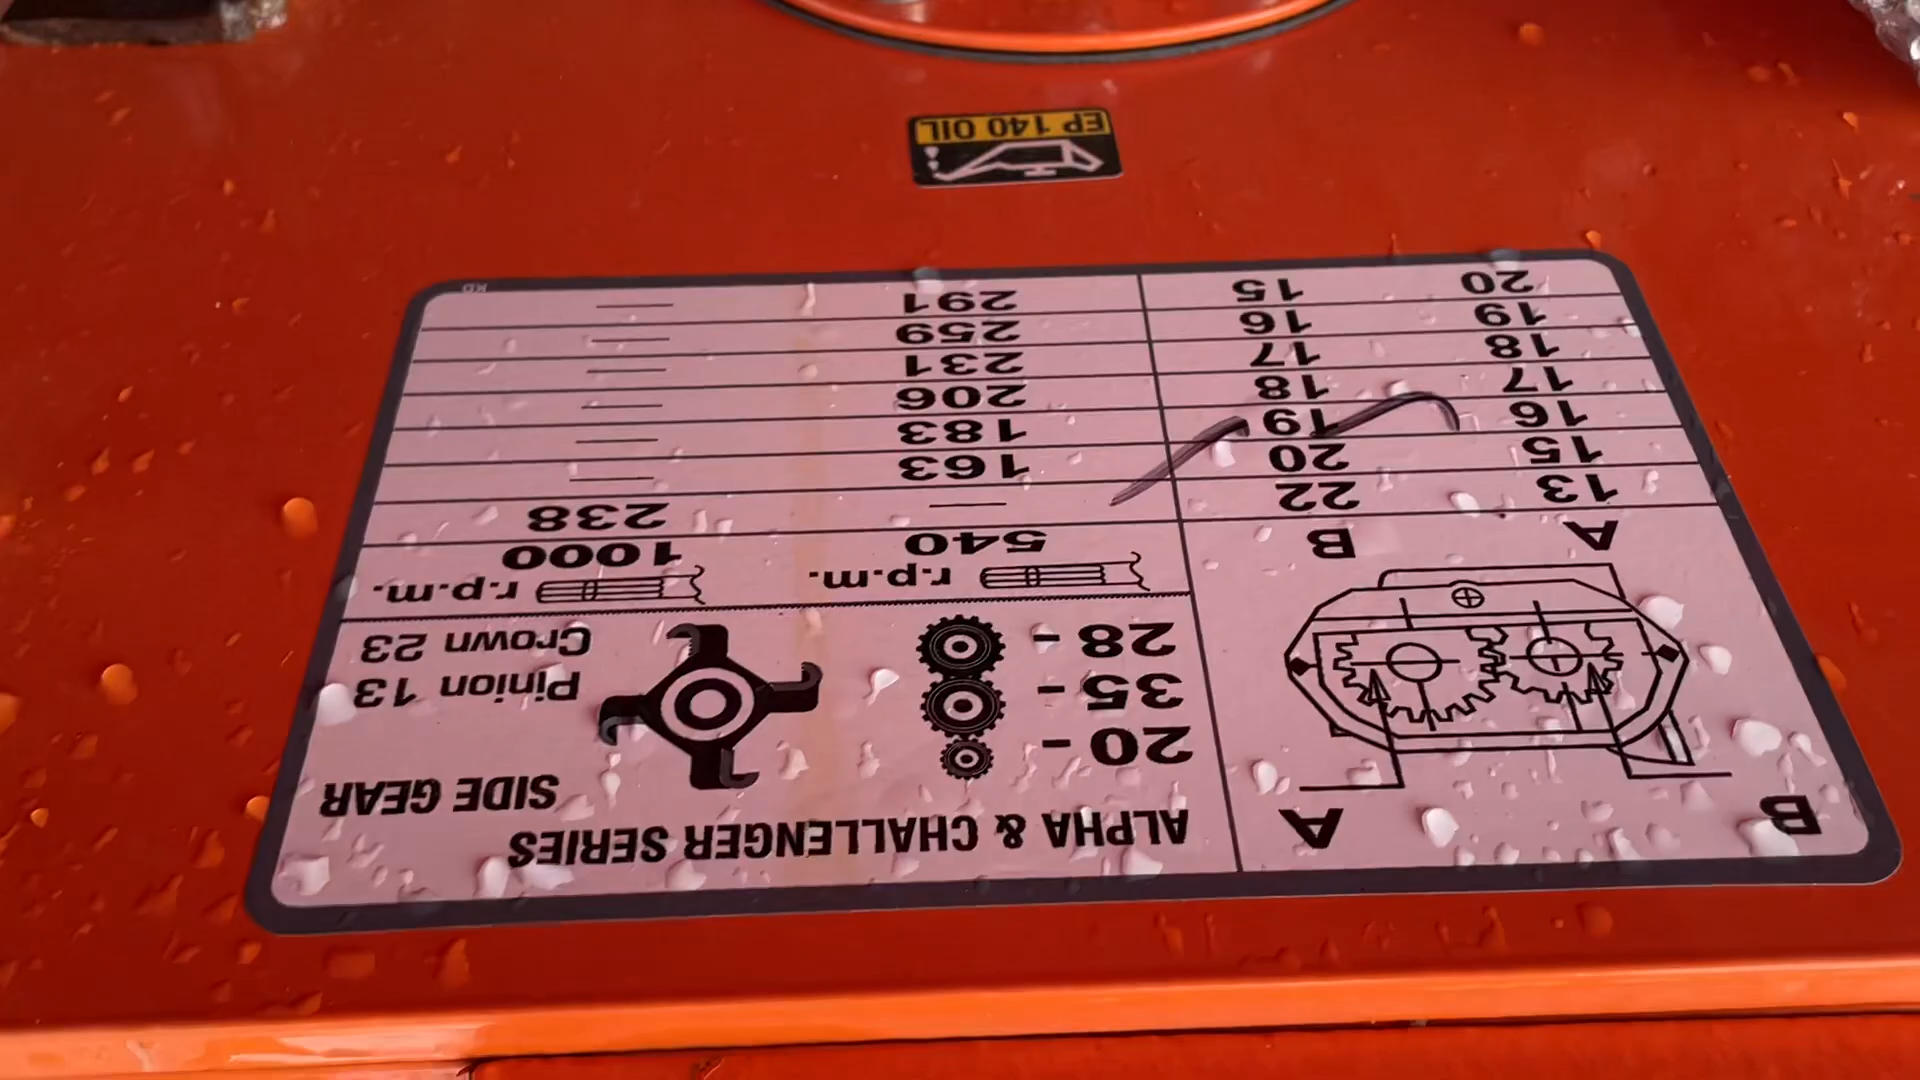 B A
ALPHA & CHALLENGER SERIES
SIDE GEAR
20 -
35 -
28 -
Pinion 13
Crown 23
A B
r.p.m. r.p.m.
540 1000
13 22 — 238
15 20 163 —
16 19 183 —
17 18 206 —
18 17 231 —
19 16 259 —
20 15 291 —
KD
EP 140 OIL